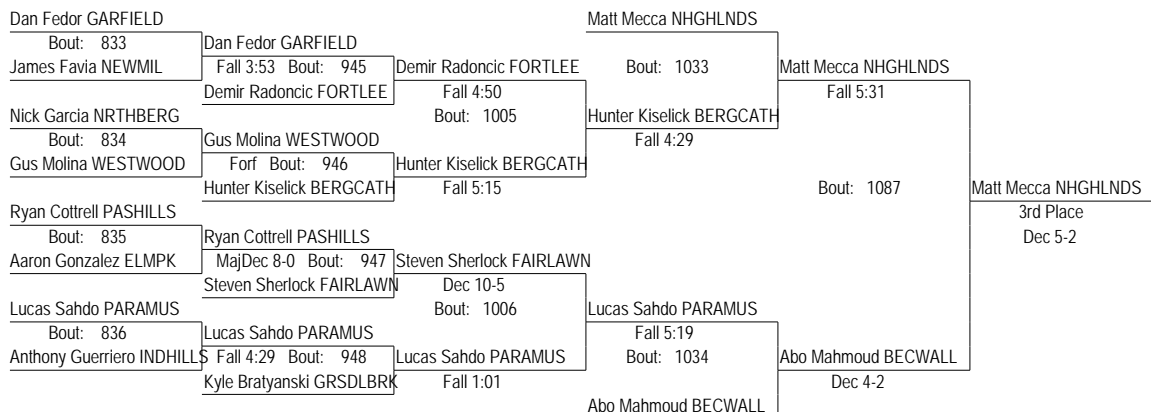 Dan Fedor GARFIELD
Bout: 833
James Favia NEWMIL
Nick Garcia NRTHBERG
Bout: 834
Gus Molina WESTWOOD
Ryan Cottrell PASHILLS
Bout: 835
Aaron Gonzalez ELMPK
Lucas Sahdo PARAMUS
Bout: 836
Anthony Guerriero INDHILLS
Dan Fedor GARFIELD
Fall 3:53 Bout: 945
Demir Radoncic FORTLEE
Gus Molina WESTWOOD
Forf Bout: 946
Hunter Kiselick BERGCATH
Ryan Cottrell PASHILLS
MajDec 8-0 Bout: 947
Steven Sherlock FAIRLAWN
Lucas Sahdo PARAMUS
Fall 4:29 Bout: 948
Kyle Bratyanski GRSDLBRK
Demir Radoncic FORTLEE
Fall 4:50
Bout: 1005
Hunter Kiselick BERGCATH
Fall 5:15
Steven Sherlock FAIRLAWN
Dec 10-5
Bout: 1006
Lucas Sahdo PARAMUS
Fall 1:01
Matt Mecca NHGHLNDS
Bout: 1033
Hunter Kiselick BERGCATH
Fall 4:29
Lucas Sahdo PARAMUS
Fall 5:19
Bout: 1034
Abo Mahmoud BECWALL
Matt Mecca NHGHLNDS
Fall 5:31
Bout: 1087
Abo Mahmoud BECWALL
Dec 4-2
Matt Mecca NHGHLNDS
3rd Place
Dec 5-2